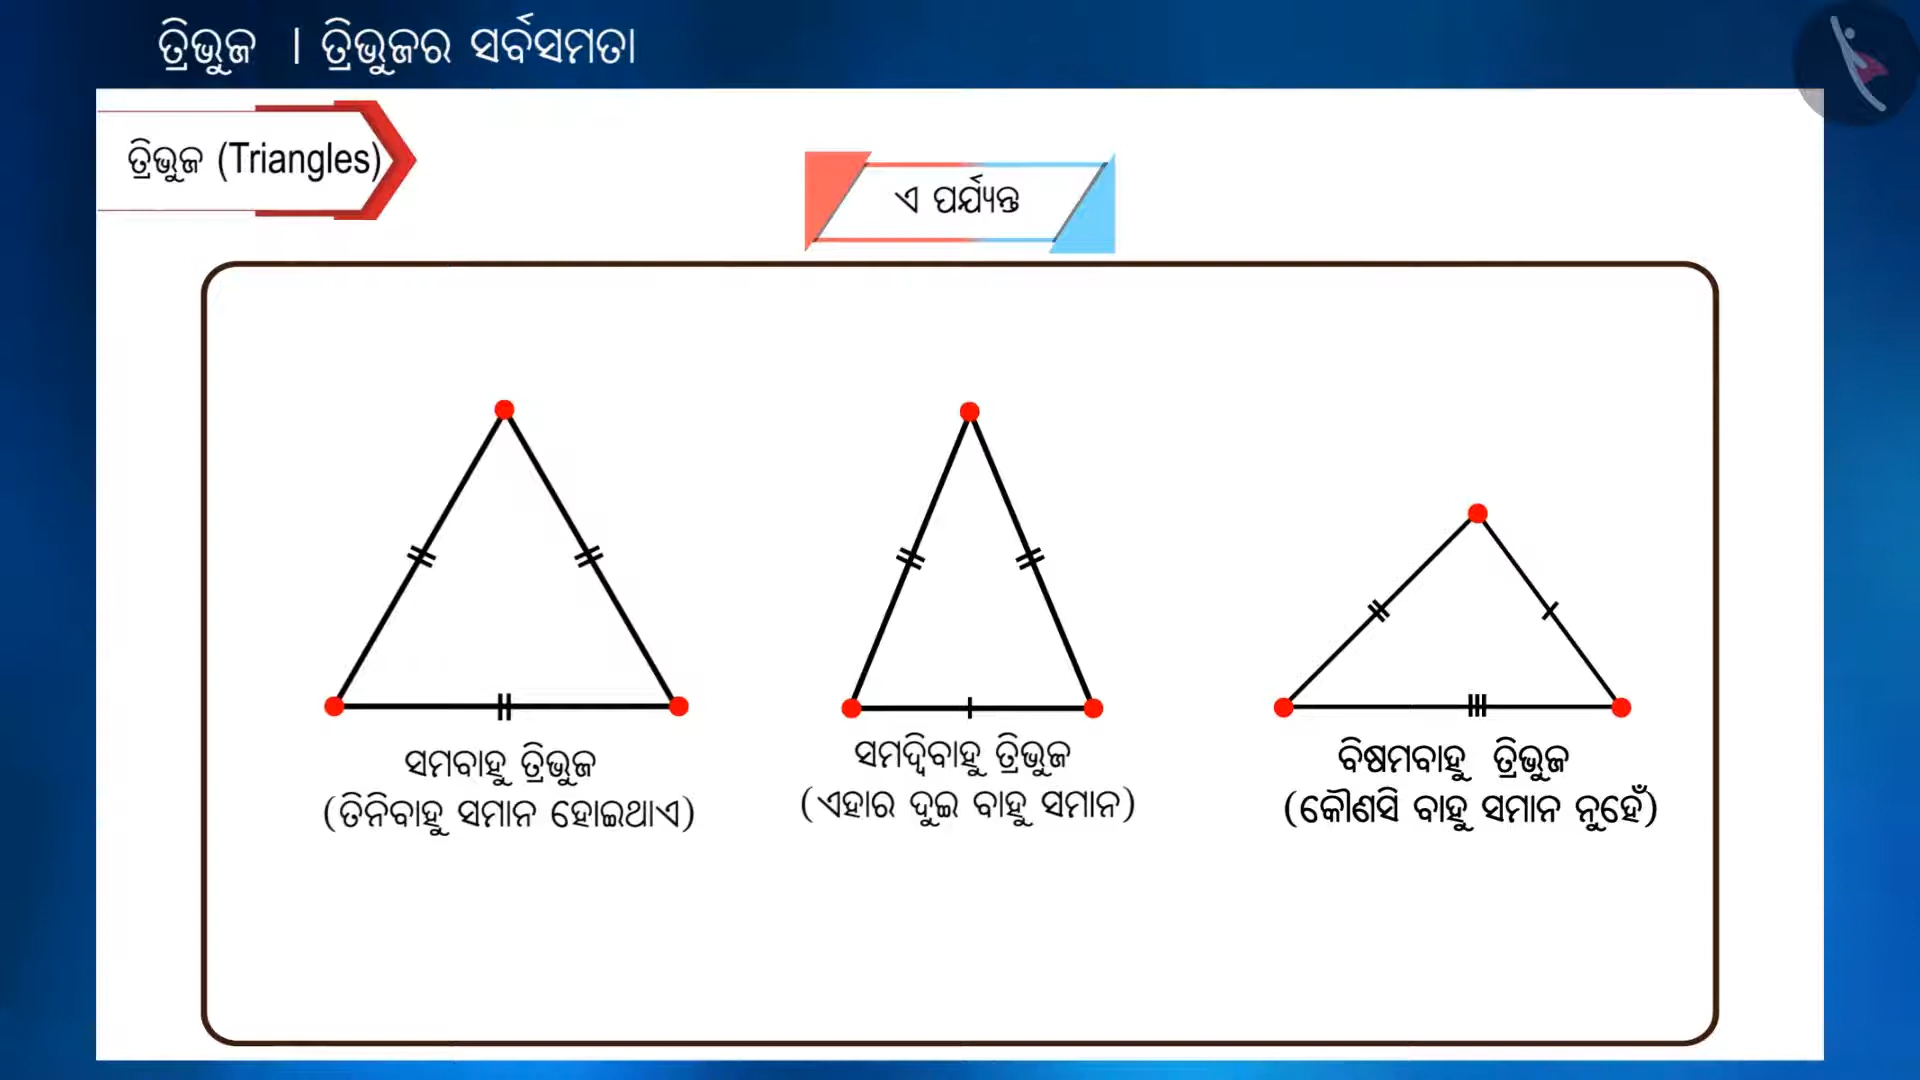 ତ୍ରିଭୁଜ । ତ୍ରିଭୁଜର ସର୍ବସମତା
ତ୍ରିଭୁଜ (Triangles)
ଏ ପର୍ଯ୍ୟନ୍ତ
ସମବାହୁ ତ୍ରିଭୁଜ
(ତିନିବାହୁ ସମାନ ହୋଇଥାଏ)
ସମଦ୍ୱିବାହୁ ତ୍ରିଭୁଜ
(ଏହାର ଦୁଇ ବାହୁ ସମାନ)
ବିଷମବାହୁ ତ୍ରିଭୁଜ
(କୌଣସି ବାହୁ ସମାନ ନୁହେଁ)